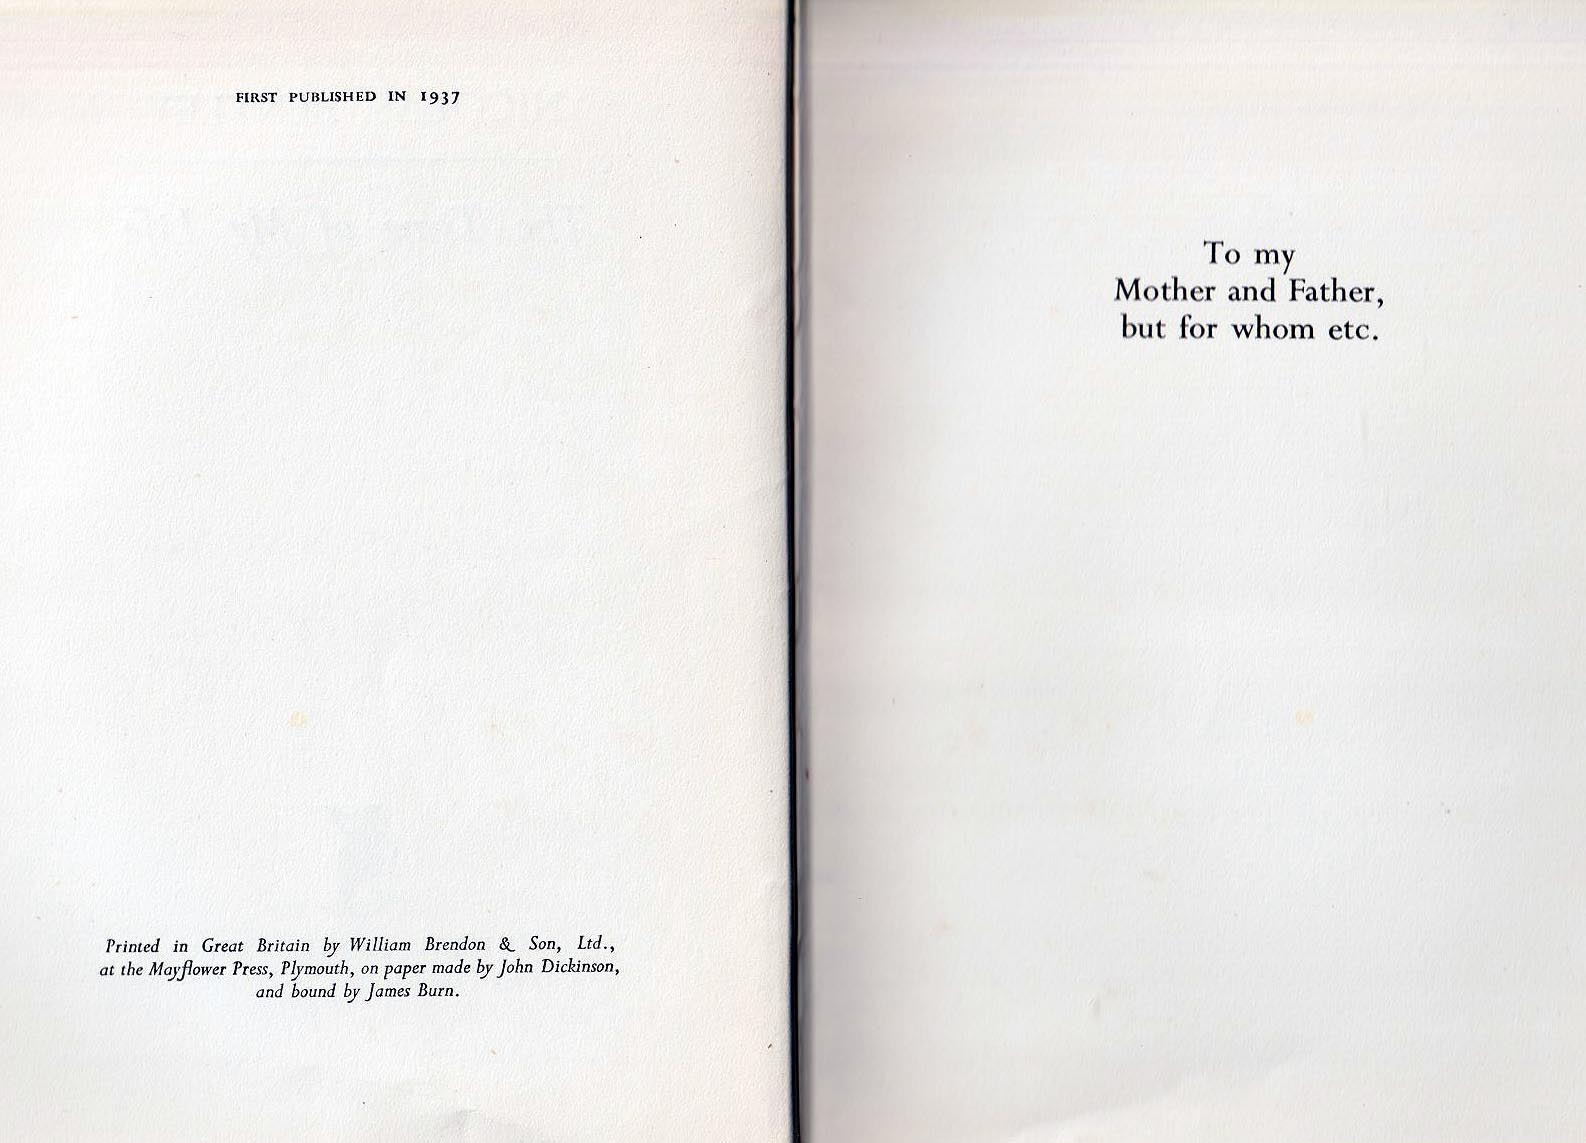 FIRST PUBLISHED IN 1937
Printed in Great Britain by William Brendon & Son, Ltd.,
at the Mayflower Press, Plymouth, on paper made by John Dickinson,
and bound by James Burn.
To my
Mother and Father,
but for whom etc.